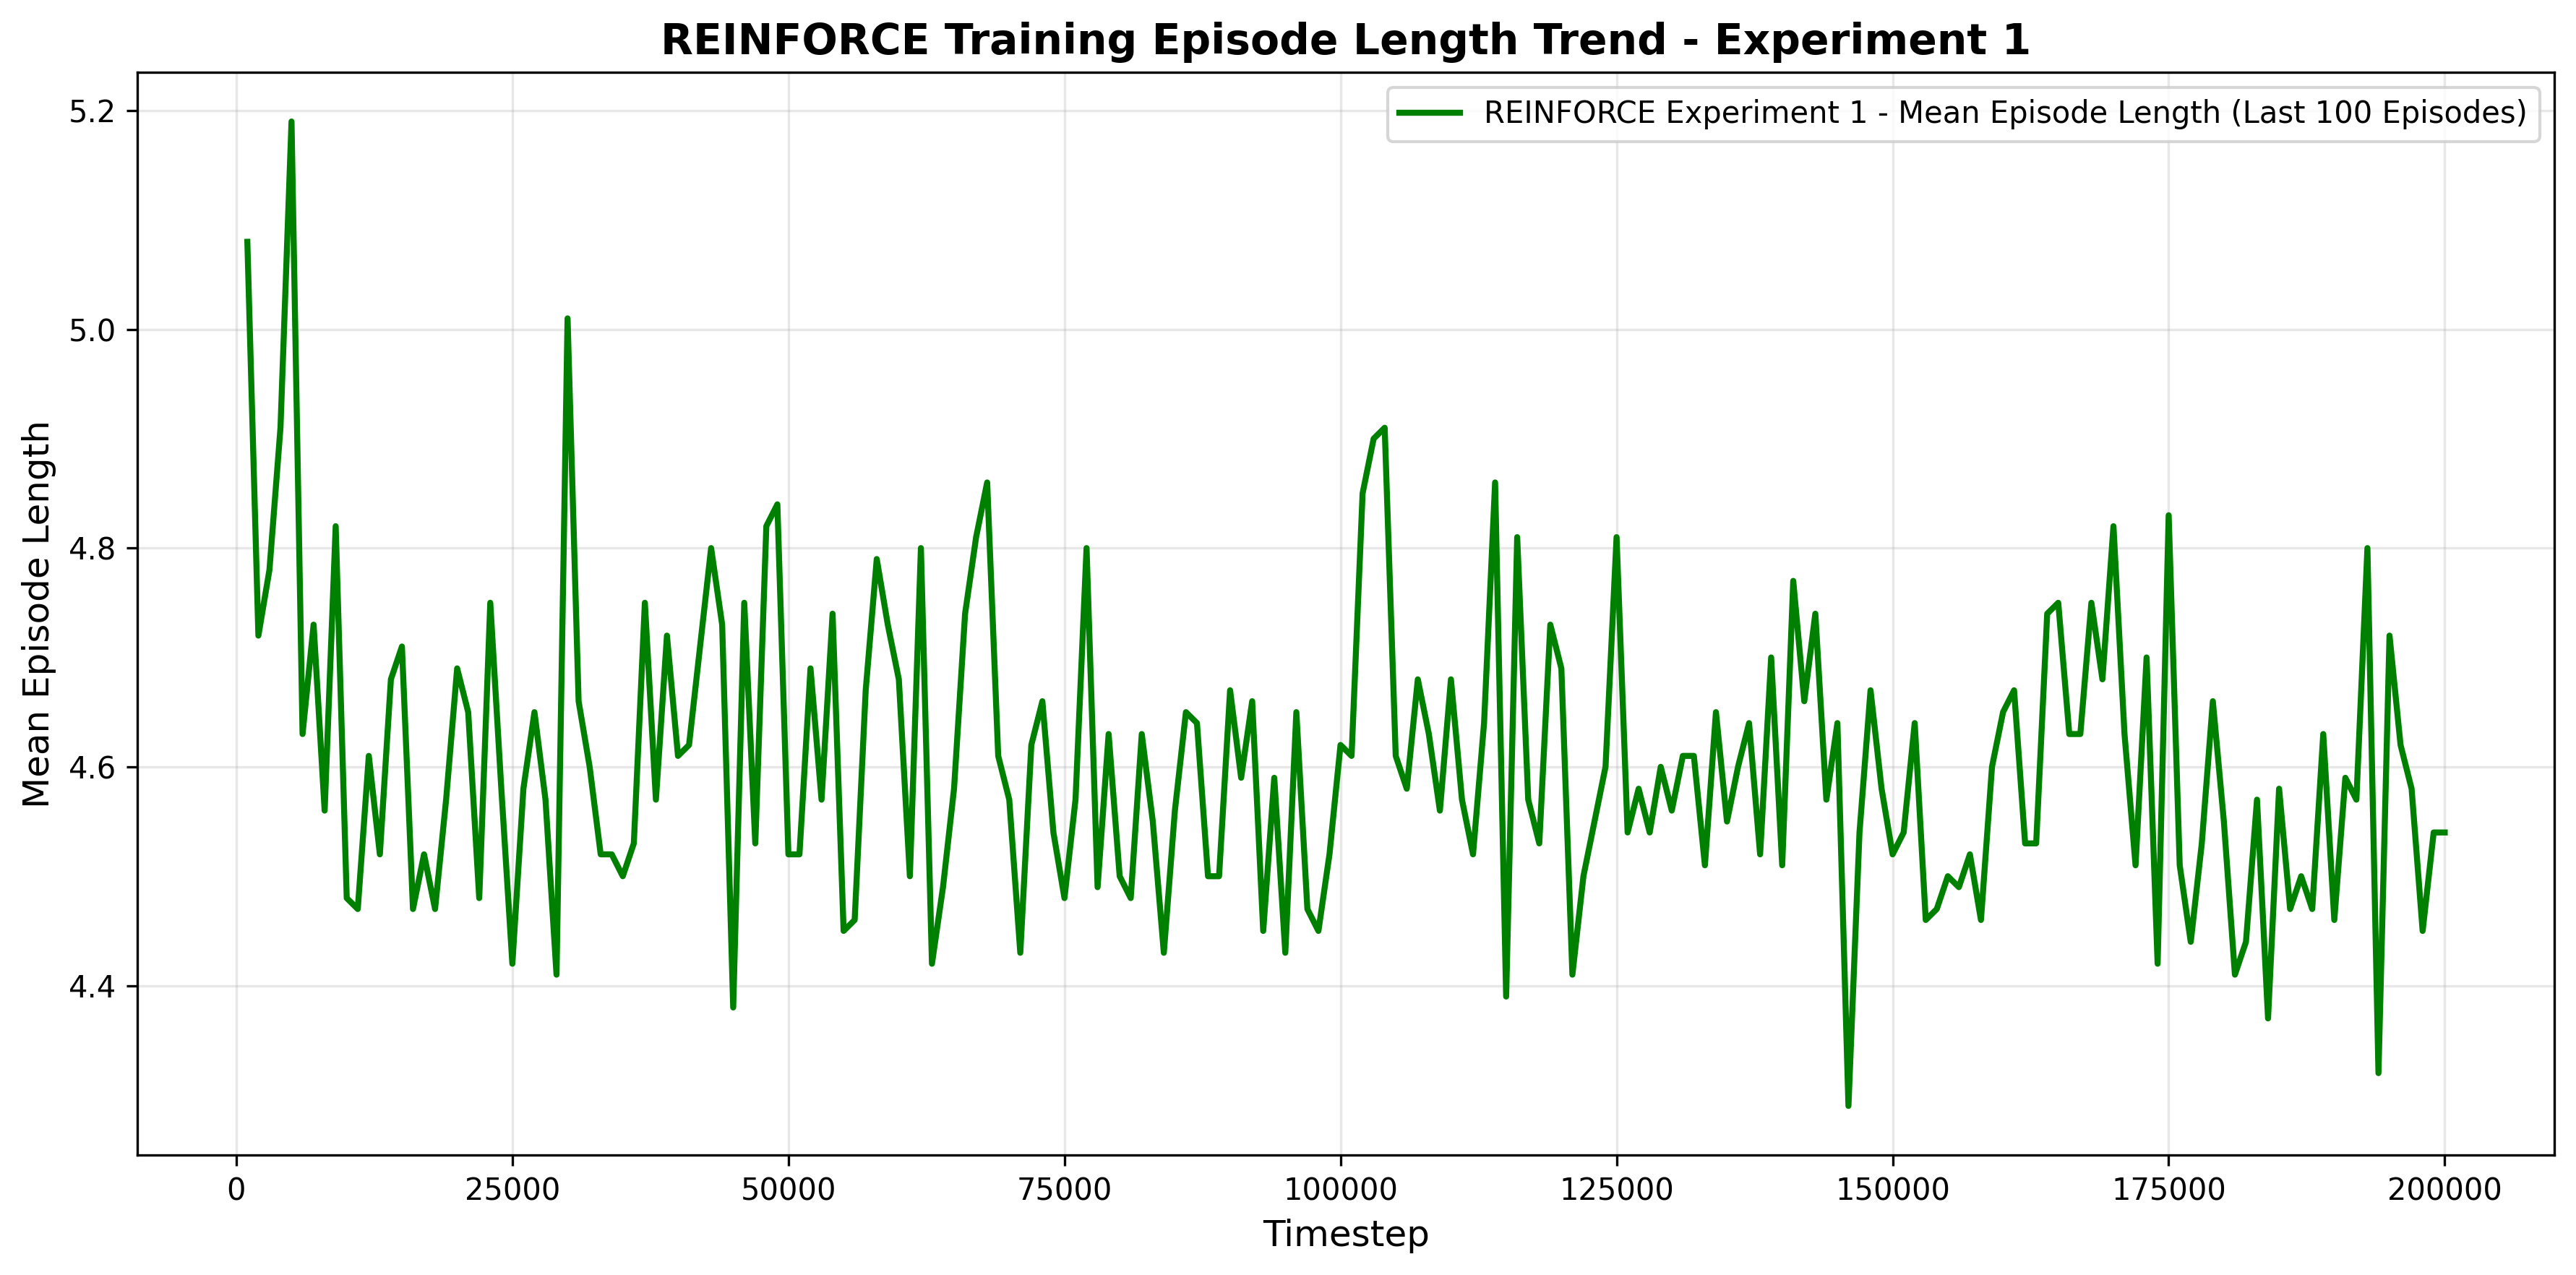 REINFORCE Training Episode Length Trend - Experiment 1
REINFORCE Experiment 1 - Mean Episode Length (Last 100 Episodes)
Mean Episode Length
5.2
5.0
4.8
4.6
4.4
0 25000 50000 75000 100000 125000 150000 175000 200000
Timestep